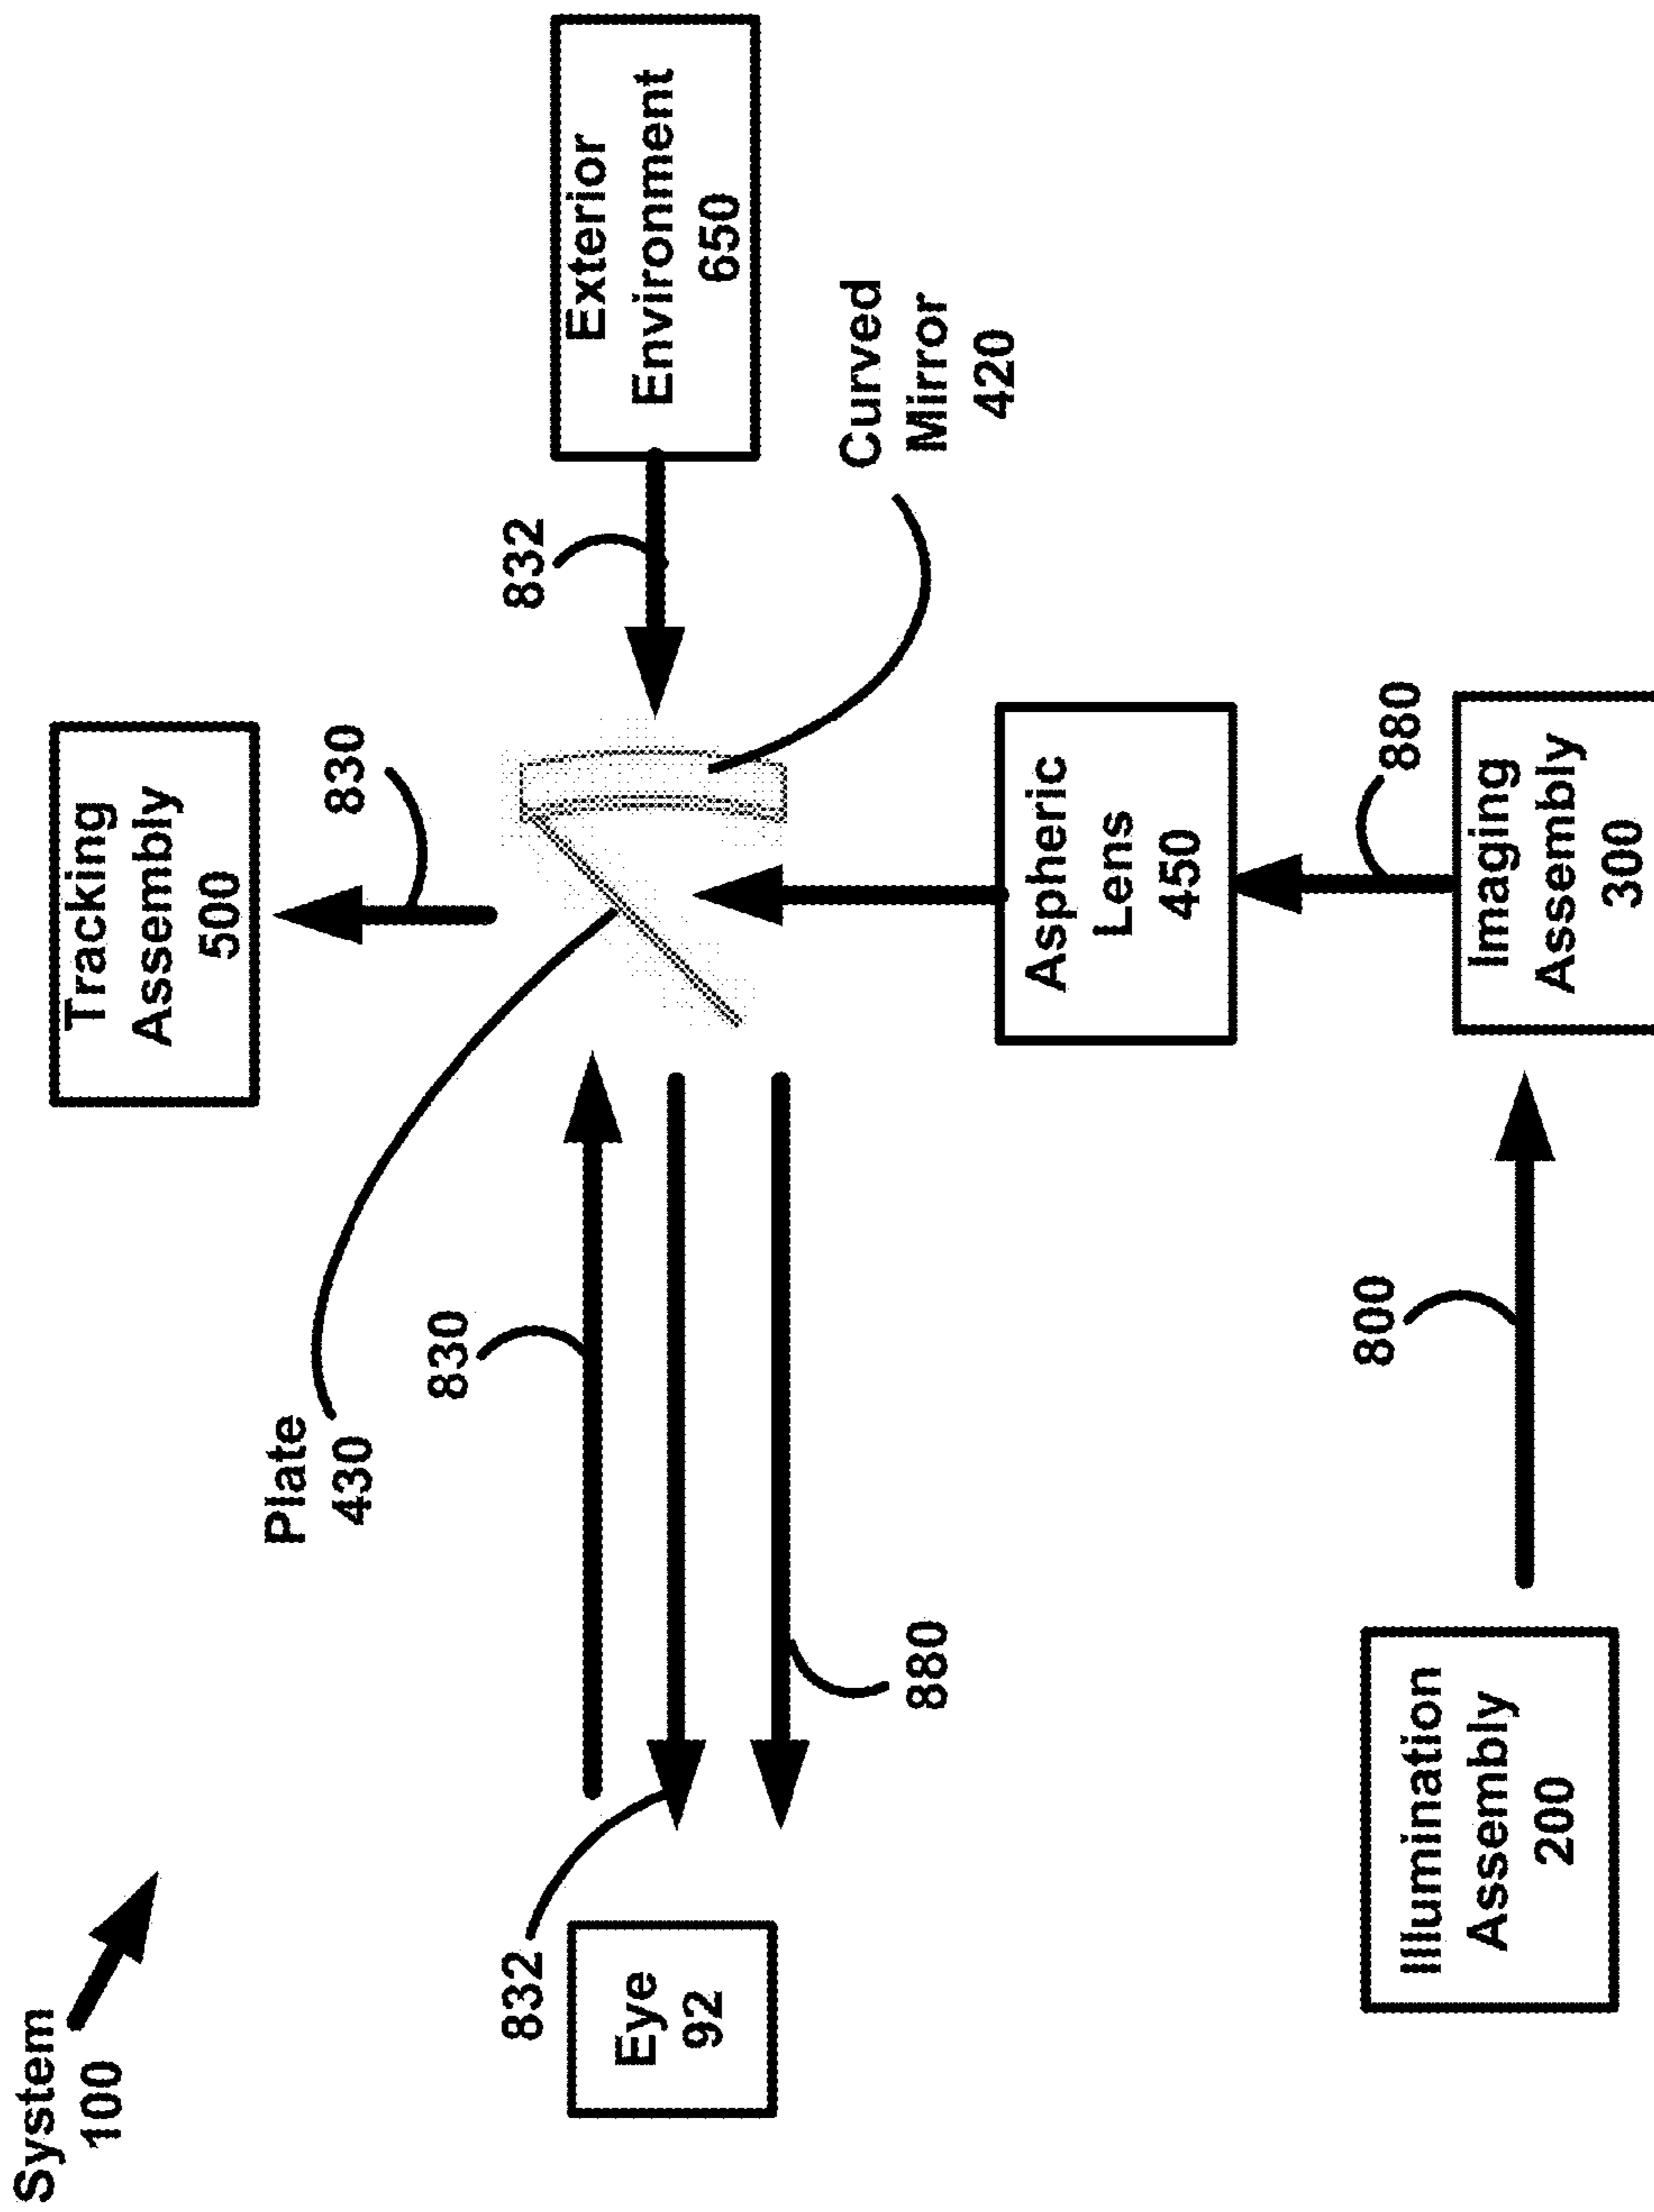 System
100
Tracking
Assembly
500
Plate
430
830
830
832
832
Exterior
Environment
650
Eye
92
Curved
Mirror
420
880
Aspheric
Lens
450
800
880
Illumination
Assembly
200
Imaging
Assembly
300